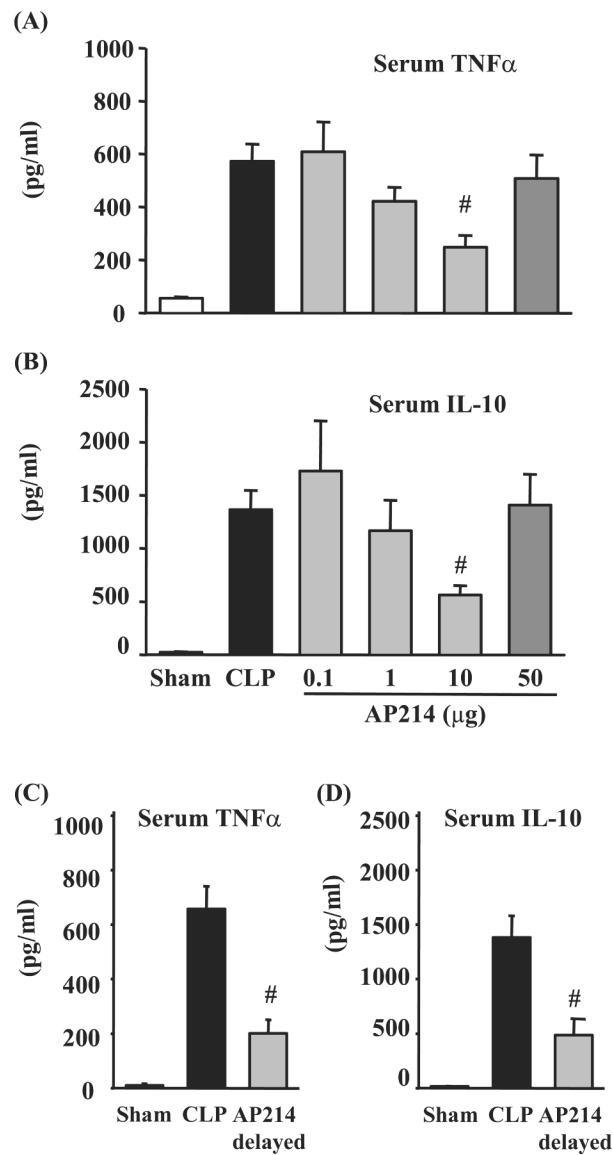 (A)
Serum TNFα
(pg/ml)
1000
800
600
400
200
0
#
(B)
Serum IL-10
(pg/ml)
2500
2000
1500
1000
500
0
#
Sham CLP 0.1 1 10 50
AP214 (μg)
(C)
Serum TNFα
(pg/ml)
1000
800
600
400
200
0
#
Sham CLP AP214
delayed
(D)
Serum IL-10
(pg/ml)
2500
2000
1500
1000
500
0
#
Sham CLP AP214
delayed